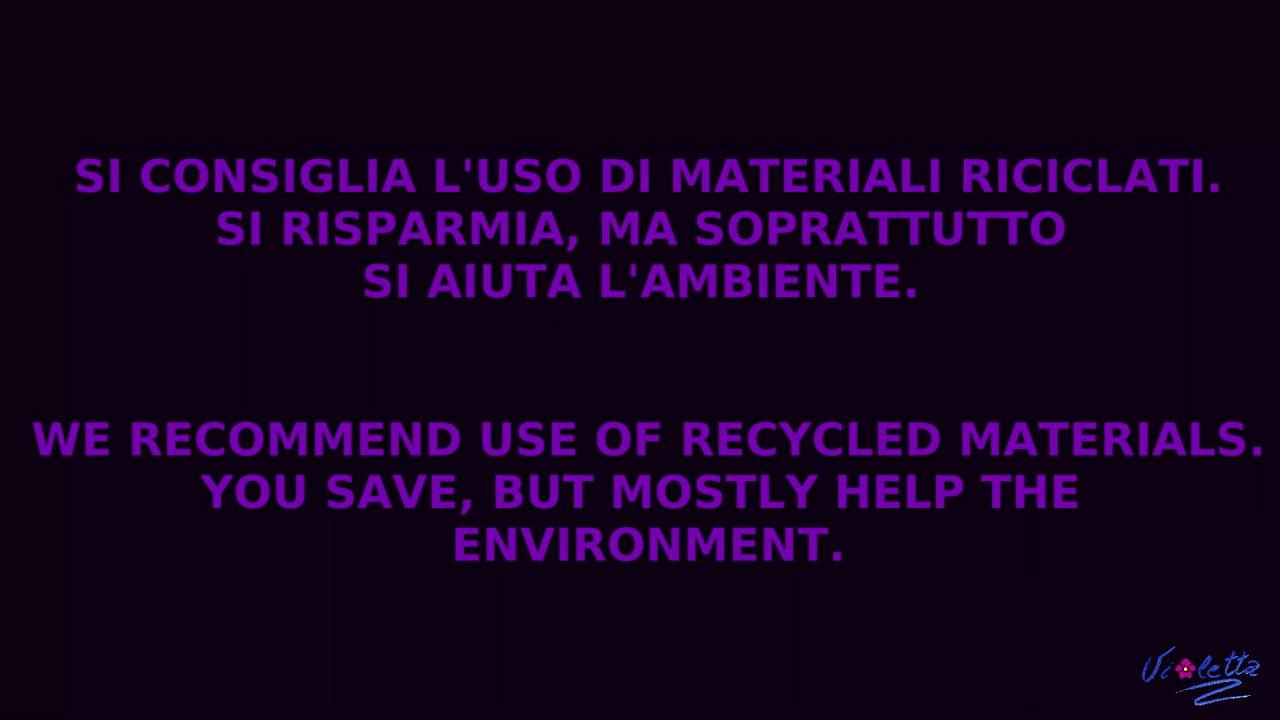 SI CONSIGLIA L'USO DI MATERIALI RICICLATI.
SI RISPARMIA, MA SOPRATTUTTO
SI AIUTA L'AMBIENTE.
WE RECOMMEND USE OF RECYCLED MATERIALS.
YOU SAVE, BUT MOSTLY HELP THE
ENVIRONMENT.
Violetta